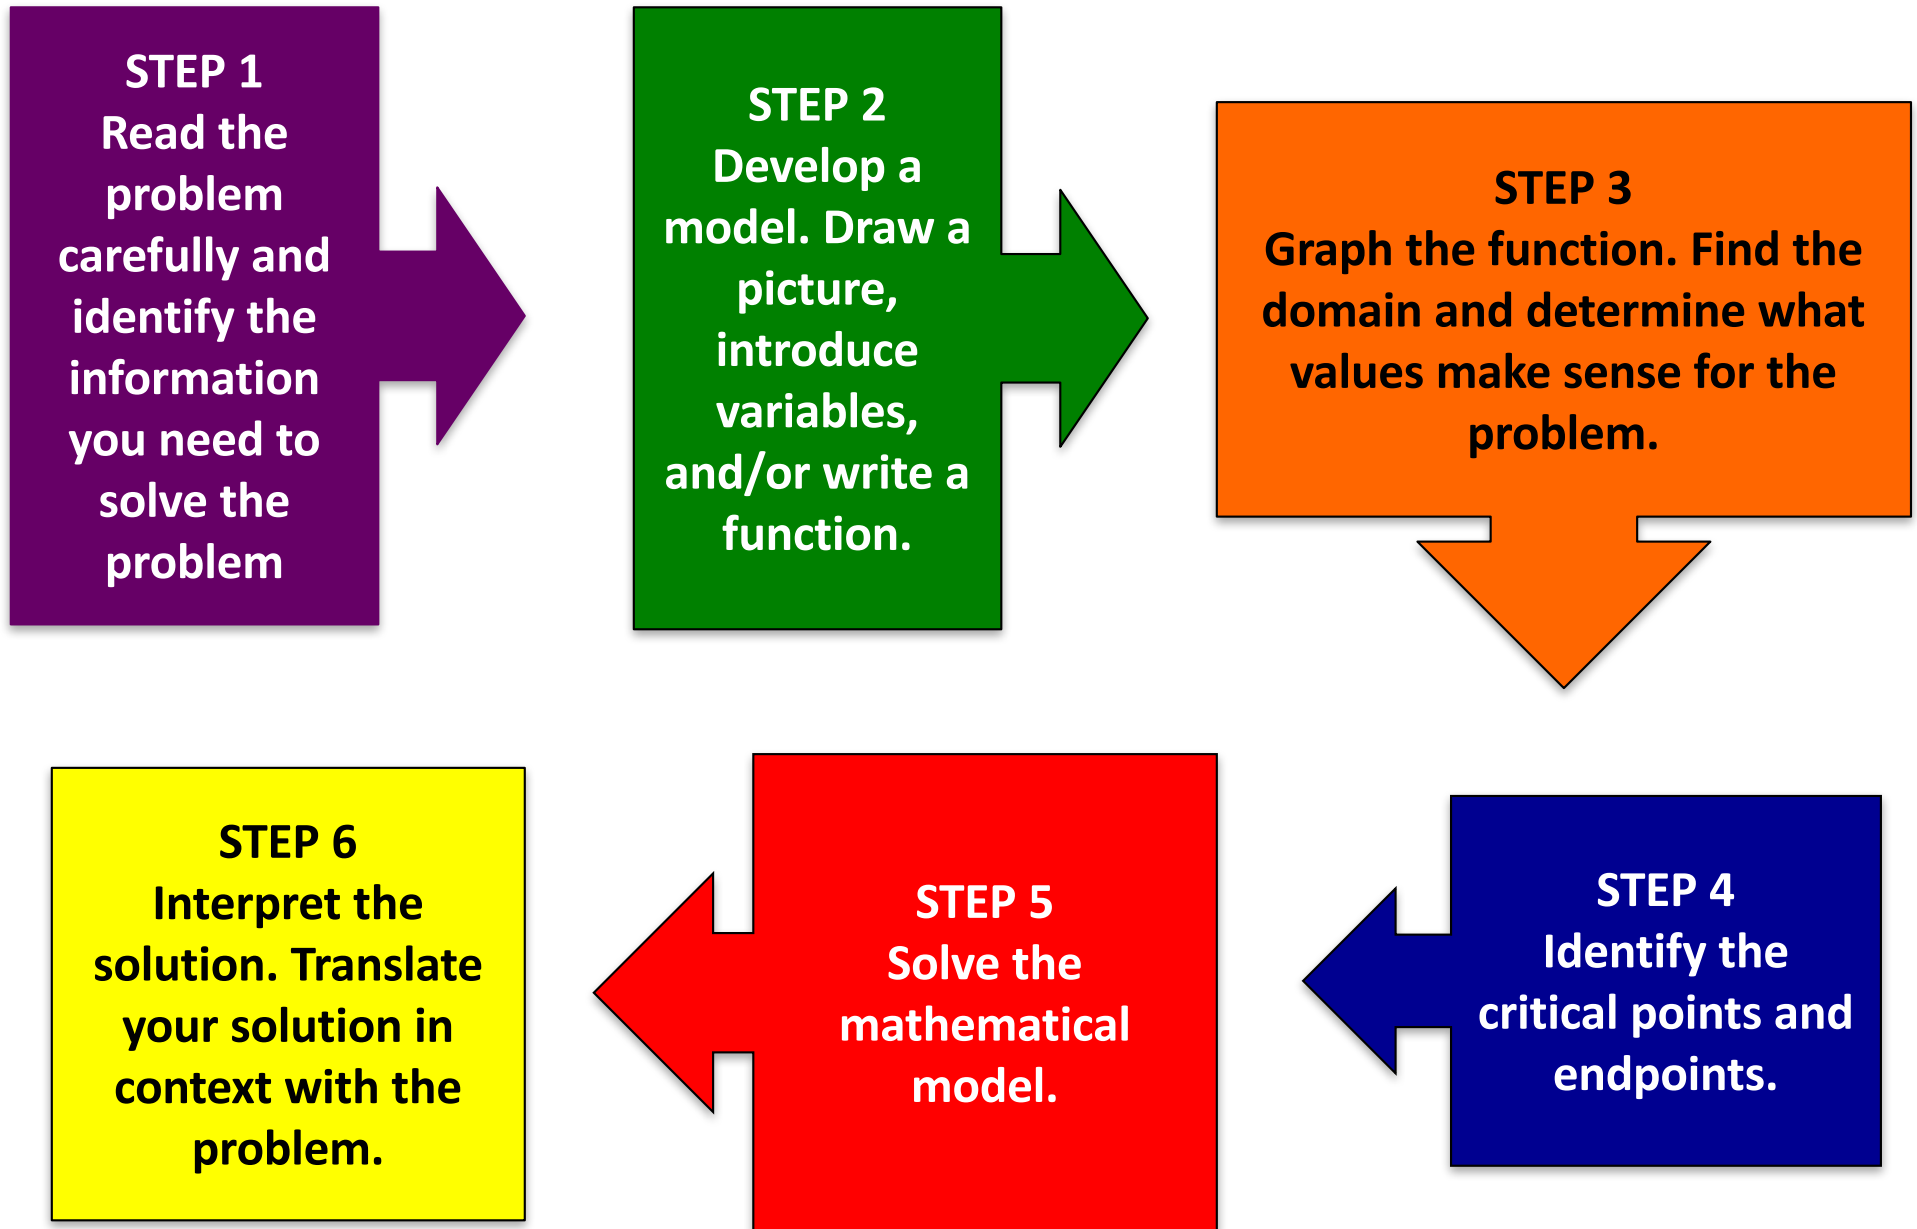 STEP 1
Read the
problem
carefully and
identify the
information
you need to
solve the
problem
STEP 2
Develop a
model. Draw a
picture,
introduce
variables,
and/or write a
function.
STEP 3
Graph the function. Find the
domain and determine what
values make sense for the
problem.
STEP 4
Identify the
critical points and
endpoints.
STEP 5
Solve the
mathematical
model.
STEP 6
Interpret the
solution. Translate
your solution in
context with the
problem.